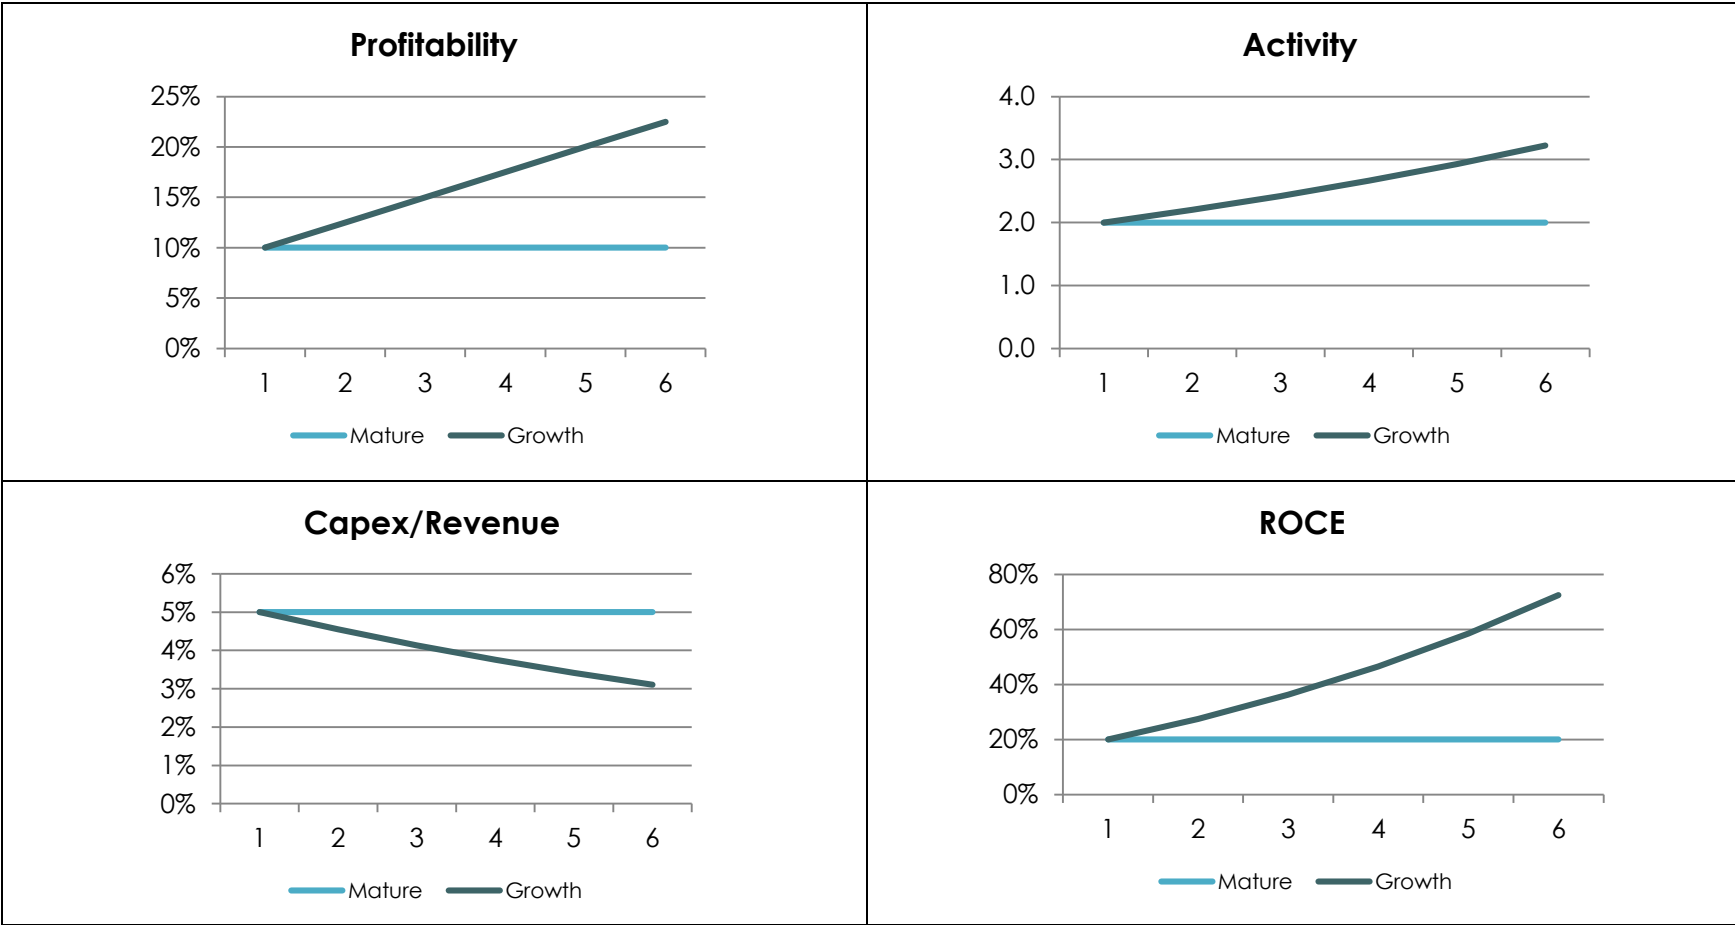 Profitability
25%
20%
15%
10%
5%
0%
1 2 3 4 5 6
Mature Growth
Activity
4.0
3.0
2.0
1.0
0.0
1 2 3 4 5 6
Mature Growth
Capex/Revenue
6%
5%
4%
3%
2%
1%
0%
1 2 3 4 5 6
Mature Growth
ROCE
80%
60%
40%
20%
0%
1 2 3 4 5 6
Mature Growth